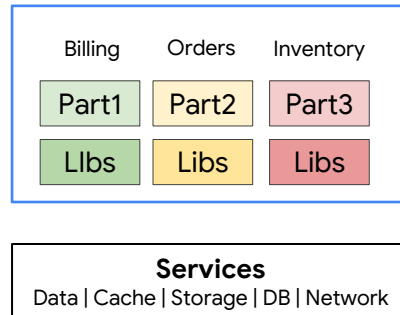 Billing Orders Inventory
Part1 Part2 Part3
LIbs Libs Libs
Services
Data | Cache | Storage | DB | Network